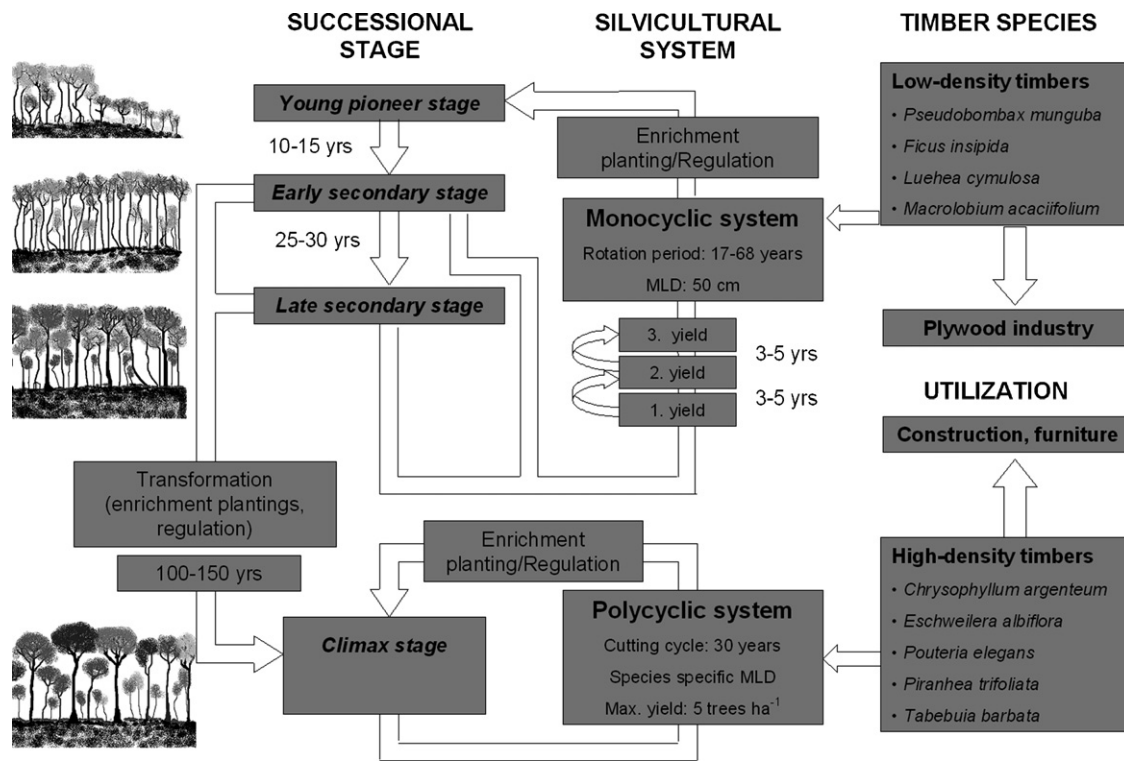 SUCCESSIONAL
STAGE
SILVICULTURAL
SYSTEM
TIMBER SPECIES
Young pioneer stage
10-15 yrs
Early secondary stage
25-30 yrs
Late secondary stage
Transformation
(enrichment plantings,
regulation)
100-150 yrs
Climax stage
Enrichment
planting/Regulation
Monocyclic system
Rotation period: 17-68 years
MLD: 50 cm
3. yield
3-5 yrs
2. yield
3-5 yrs
1. yield
Enrichment
planting/Regulation
Polycyclic system
Cutting cycle: 30 years
Species specific MLD
Max. yield: 5 trees ha⁻¹
Low-density timbers
• Pseudobombax munguba
• Ficus insipida
• Luehea cymulosa
• Macrolobium acaciifolium
Plywood industry
UTILIZATION
Construction, furniture
High-density timbers
• Chrysophyllum argenteum
• Eschweilera albiflora
• Pouteria elegans
• Piranhea trifoliata
• Tabebuia barbata